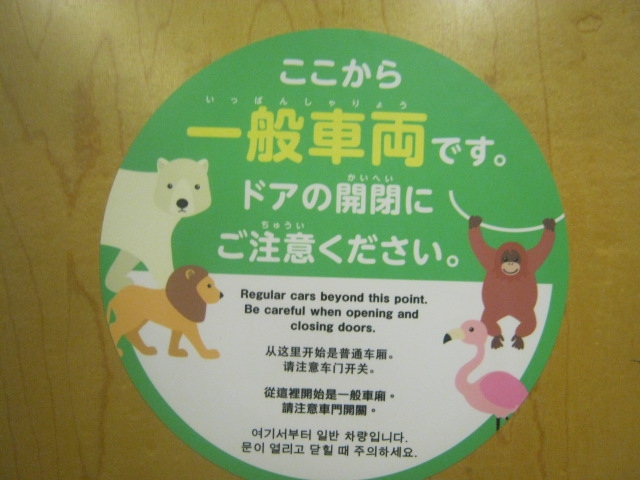 ここから
いっぱんしゃりょう
一般車両です。
かいへい
ドアの開閉に
ちゅうい
ご注意ください。
Regular cars beyond this point.
Be careful when opening and
closing doors.
从这里开始是普通车厢。
请注意车门开关。
從這裡開始是一般車廂。
請注意車門開關。
여기서부터 일반 차량입니다.
문이 열리고 닫힐 때 주의하세요.